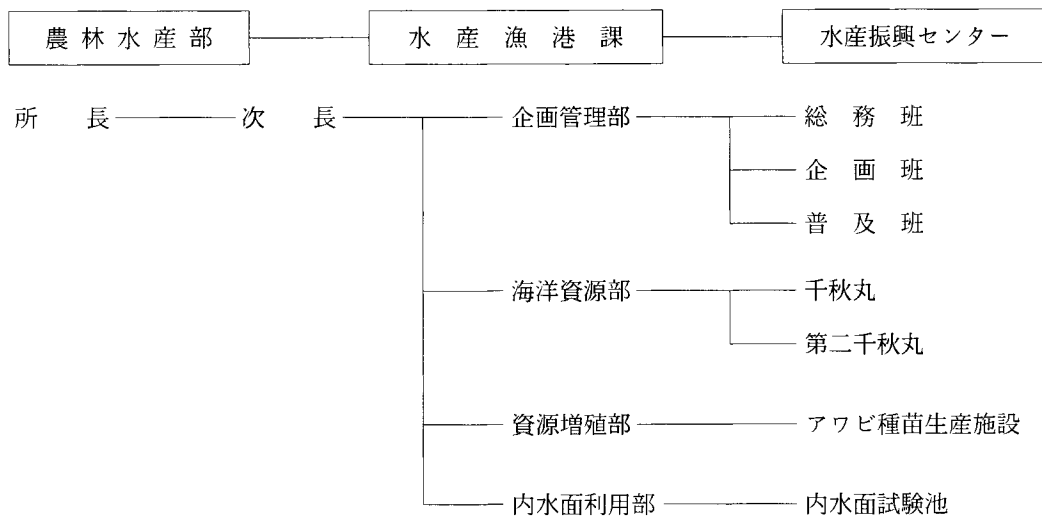 農林水産部 水産漁港課 水産振興センター
所長 次長 企画管理部 総務班
企画班
普及班
海洋資源部 千秋丸
第二千秋丸
資源増殖部 アワビ種苗生産施設
内水面利用部 内水面試験池